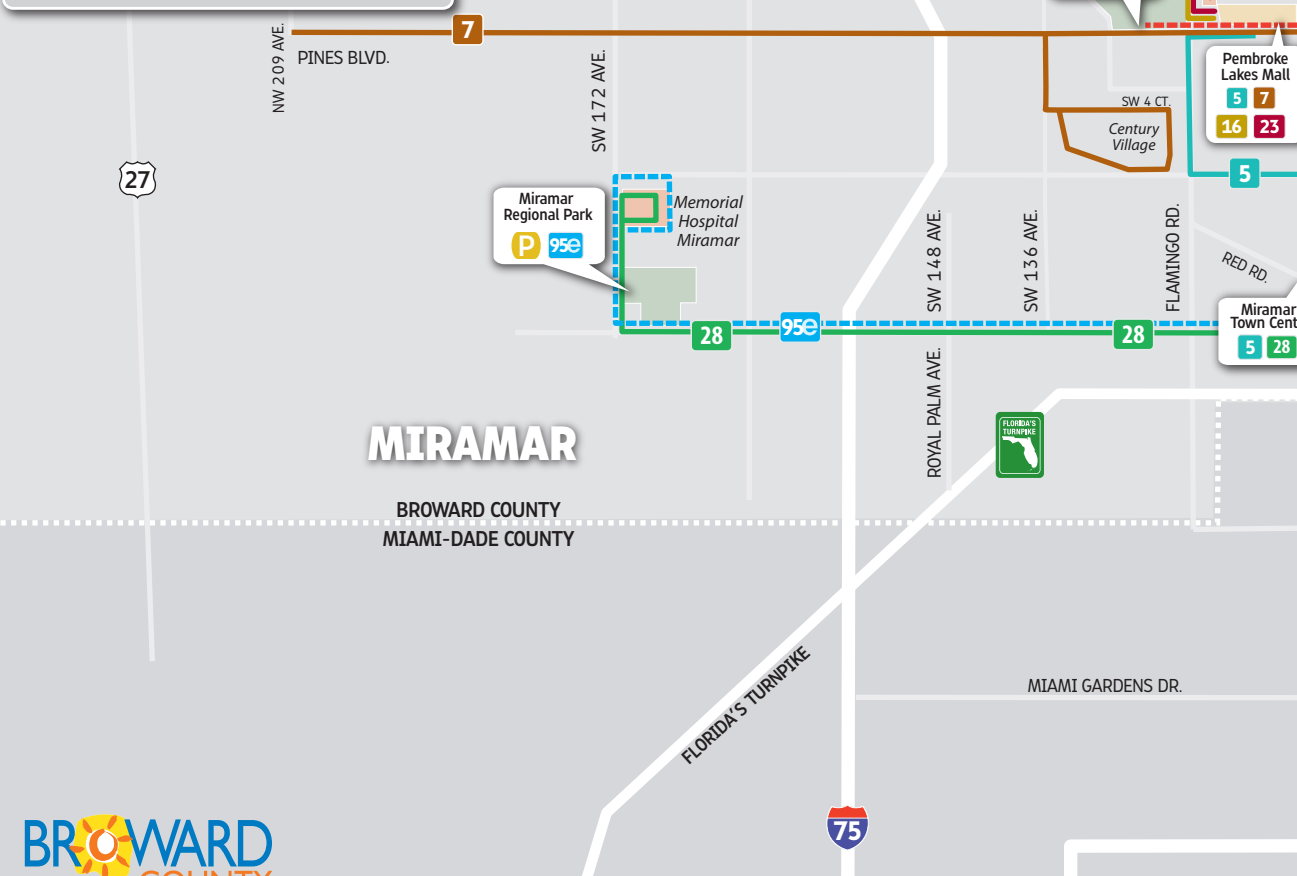 7
NW 209 AVE.
PINES BLVD.
SW 172 AVE.
Pembroke
Lakes Mall
5 7
16 23
SW 4 CT.
Century
Village
5
27
Miramar
Regional Park
P 95e
Memorial
Hospital
Miramar
SW 148 AVE.
SW 136 AVE.
FLAMINGO RD.
RED RD.
Miramar
Town Cent
5 28
28
95e
28
ROYAL PALM AVE.
FLORIDA'S
TURNPIKE
MIRAMAR
BROWARD COUNTY
MIAMI-DADE COUNTY
FLORIDA'S TURNPIKE
MIAMI GARDENS DR.
75
BROWARD
COUNTY